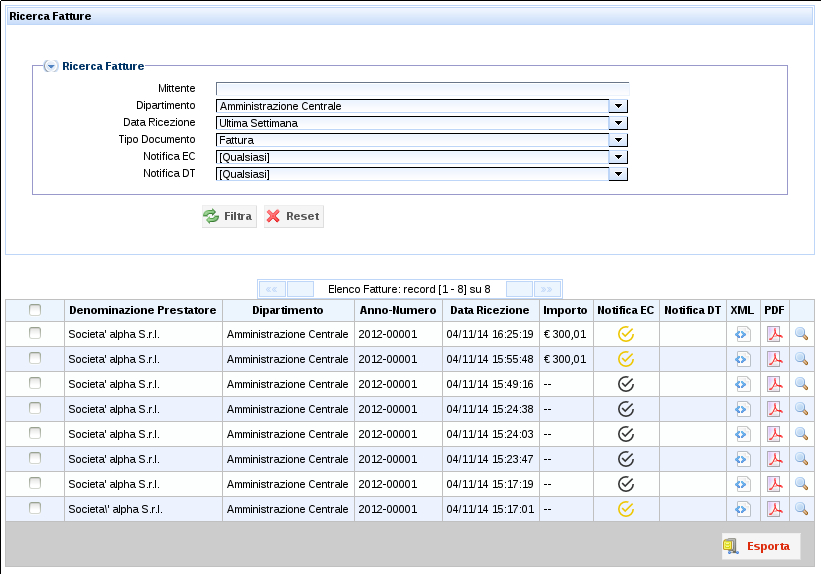 Ricerca Fatture
Ricerca Fatture
Mittente
Dipartimento Amministrazione Centrale
Data Ricezione Ultima Settimana
Tipo Documento Fattura
Notifica EC [Qualsiasi]
Notifica DT [Qualsiasi]
Filtra Reset
<< Elenco Fatture: record [1 - 8] su 8 >>
Denominazione Prestatore Dipartimento Anno-Numero Data Ricezione Importo Notifica EC Notifica DT XML PDF
Societa' alpha S.r.l. Amministrazione Centrale 2012-00001 04/11/14 16:25:19 € 300,01
Societa' alpha S.r.l. Amministrazione Centrale 2012-00001 04/11/14 15:55:48 € 300,01
Societa' alpha S.r.l. Amministrazione Centrale 2012-00001 04/11/14 15:49:16 --
Societa' alpha S.r.l. Amministrazione Centrale 2012-00001 04/11/14 15:24:38 --
Societa' alpha S.r.l. Amministrazione Centrale 2012-00001 04/11/14 15:24:03 --
Societa' alpha S.r.l. Amministrazione Centrale 2012-00001 04/11/14 15:23:47 --
Societa' alpha S.r.l. Amministrazione Centrale 2012-00001 04/11/14 15:17:19 --
Societa\' alpha S.r.l. Amministrazione Centrale 2012-00001 04/11/14 15:17:01 --
Esporta